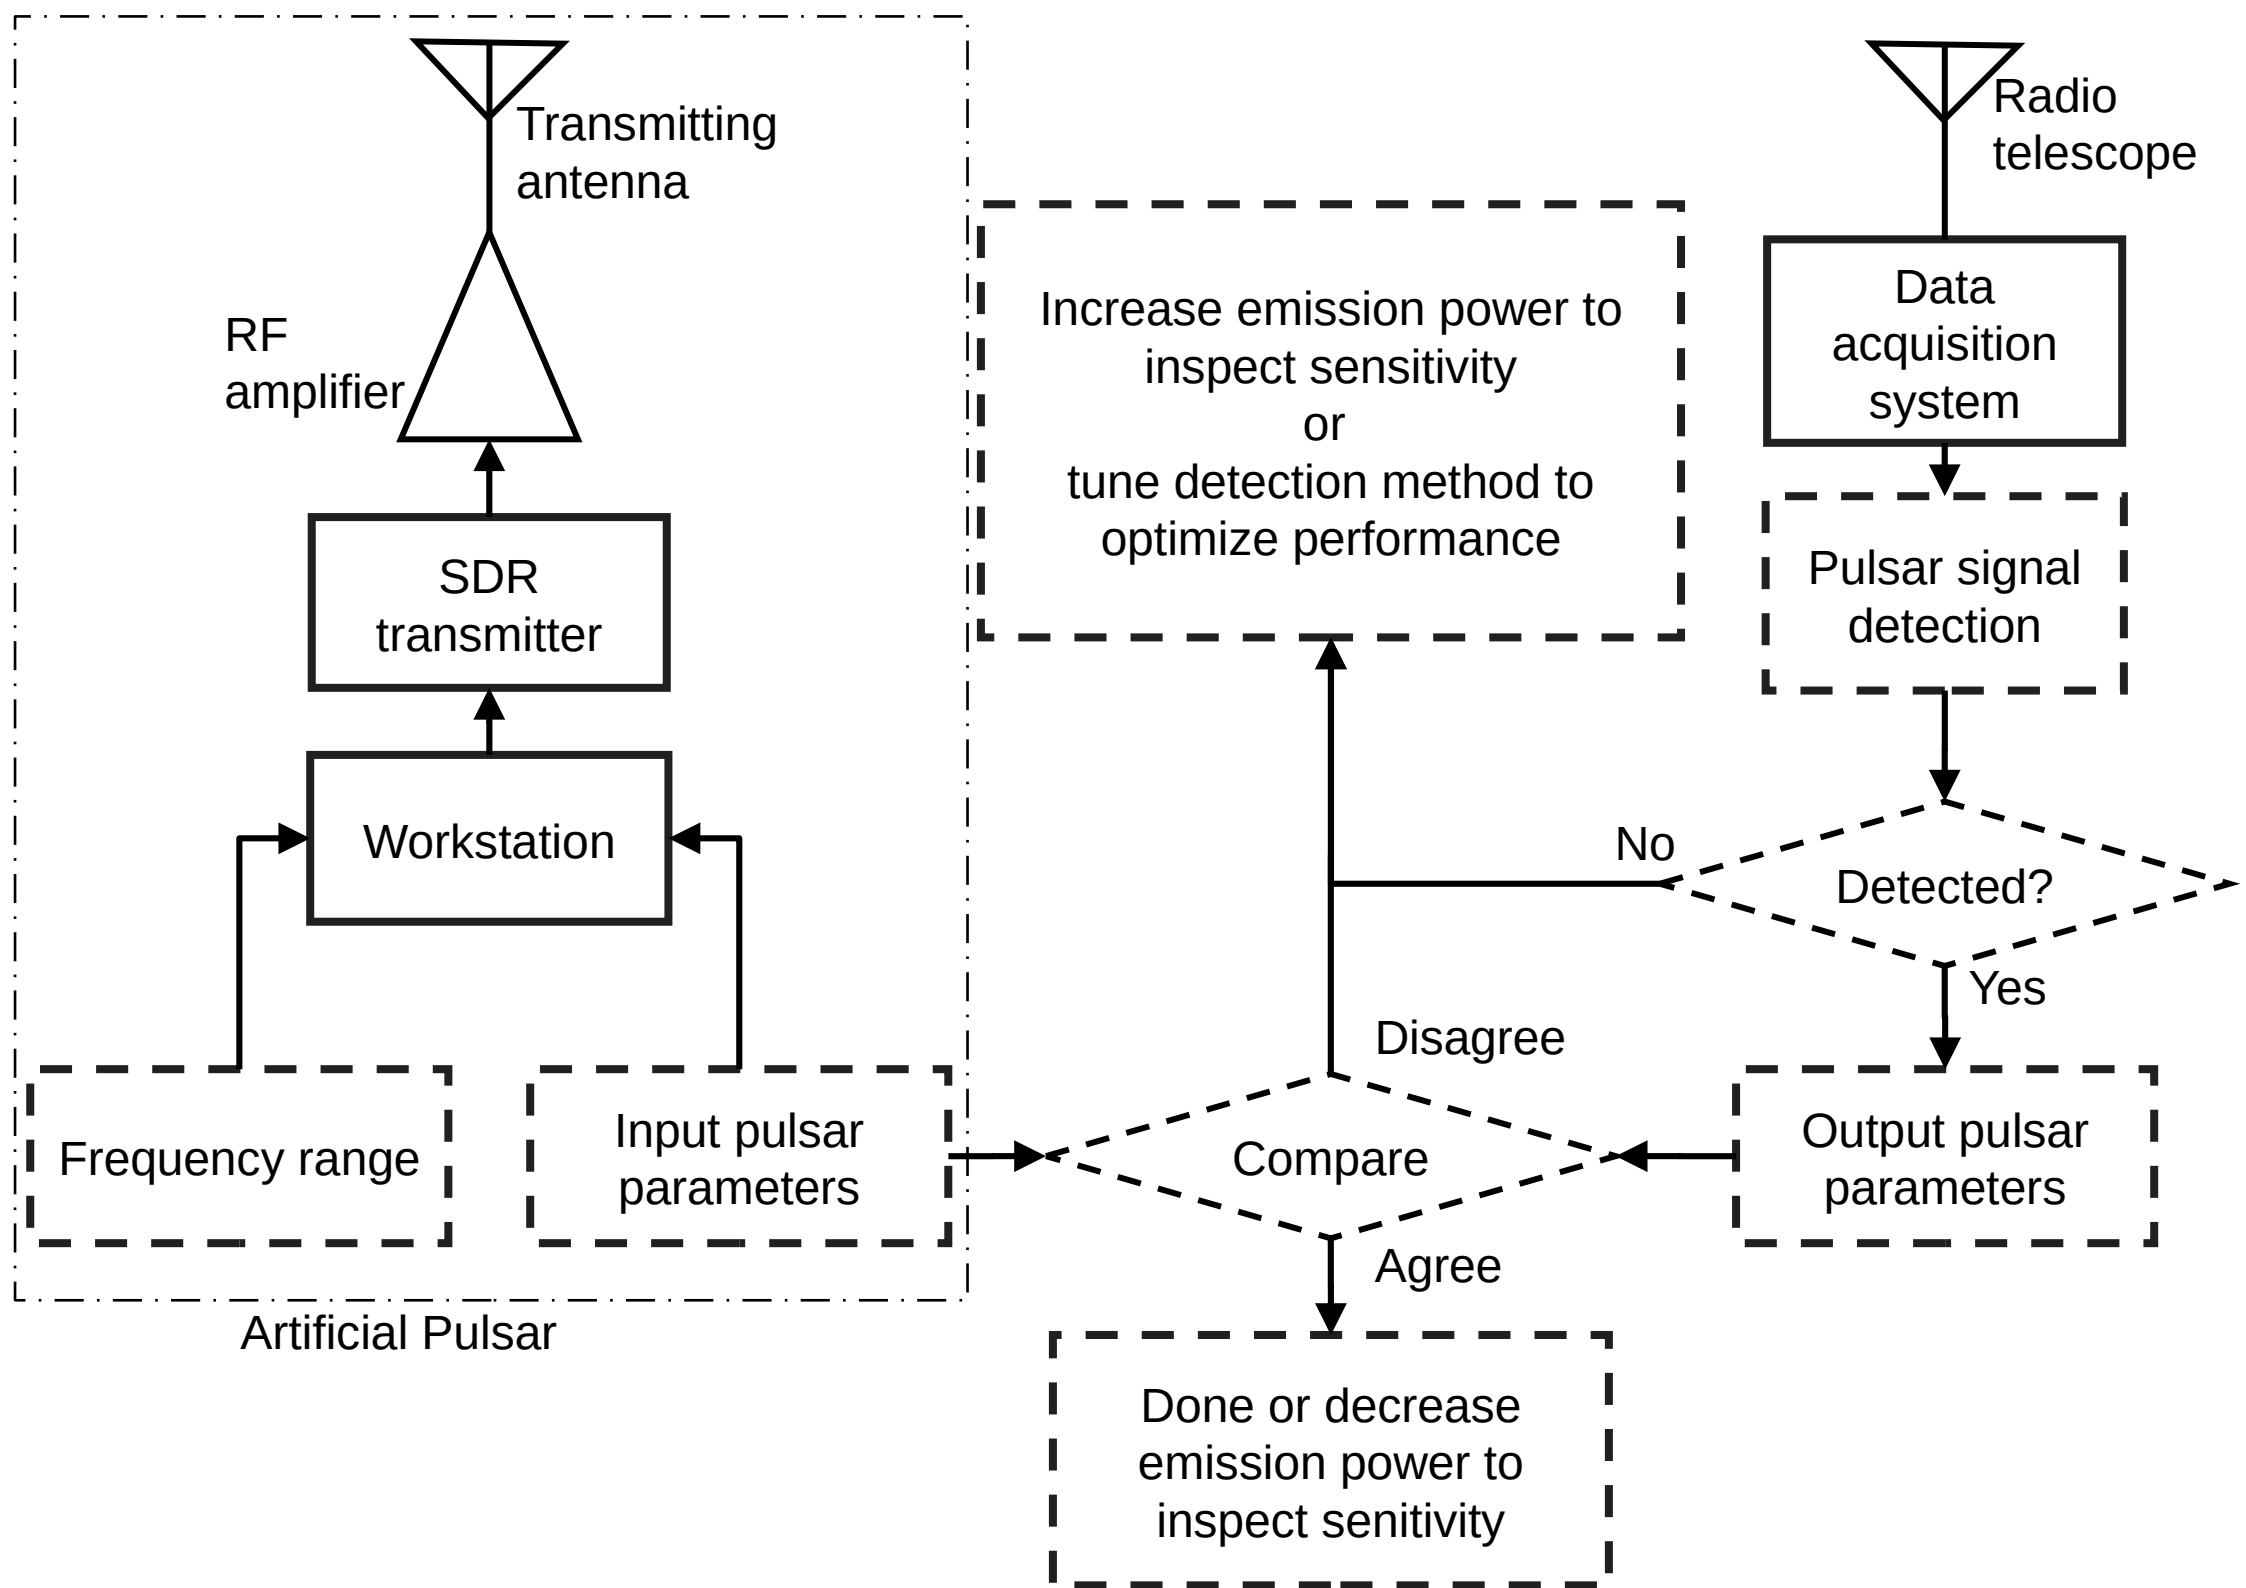 Transmitting
antenna
RF
amplifier
SDR
transmitter
Workstation
Frequency range
Input pulsar
parameters
Artificial Pulsar
Increase emission power to
inspect sensitivity
or
tune detection method to
optimize performance
Radio
telescope
Data
acquisition
system
Pulsar signal
detection
Detected?
No
Yes
Output pulsar
parameters
Disagree
Compare
Agree
Done or decrease
emission power to
inspect senitivity